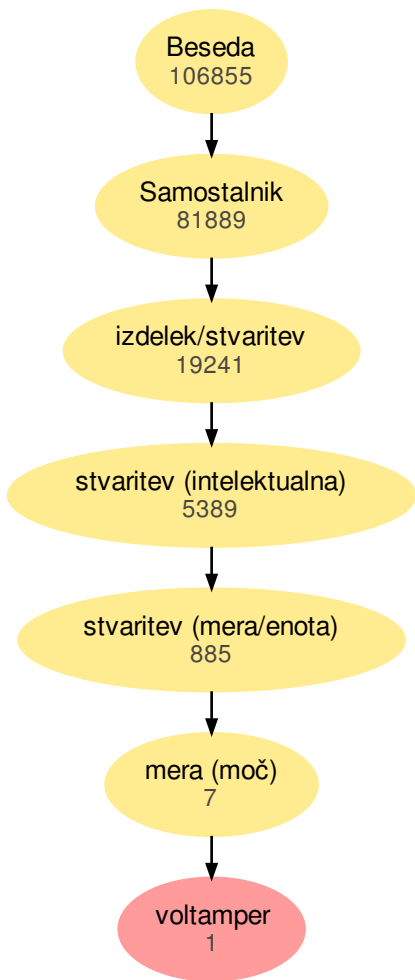 Beseda
106855
Samostalnik
81889
izdelek/stvaritev
19241
stvaritev (intelektualna)
5389
stvaritev (mera/enota)
885
mera (moč)
7
voltamper
1